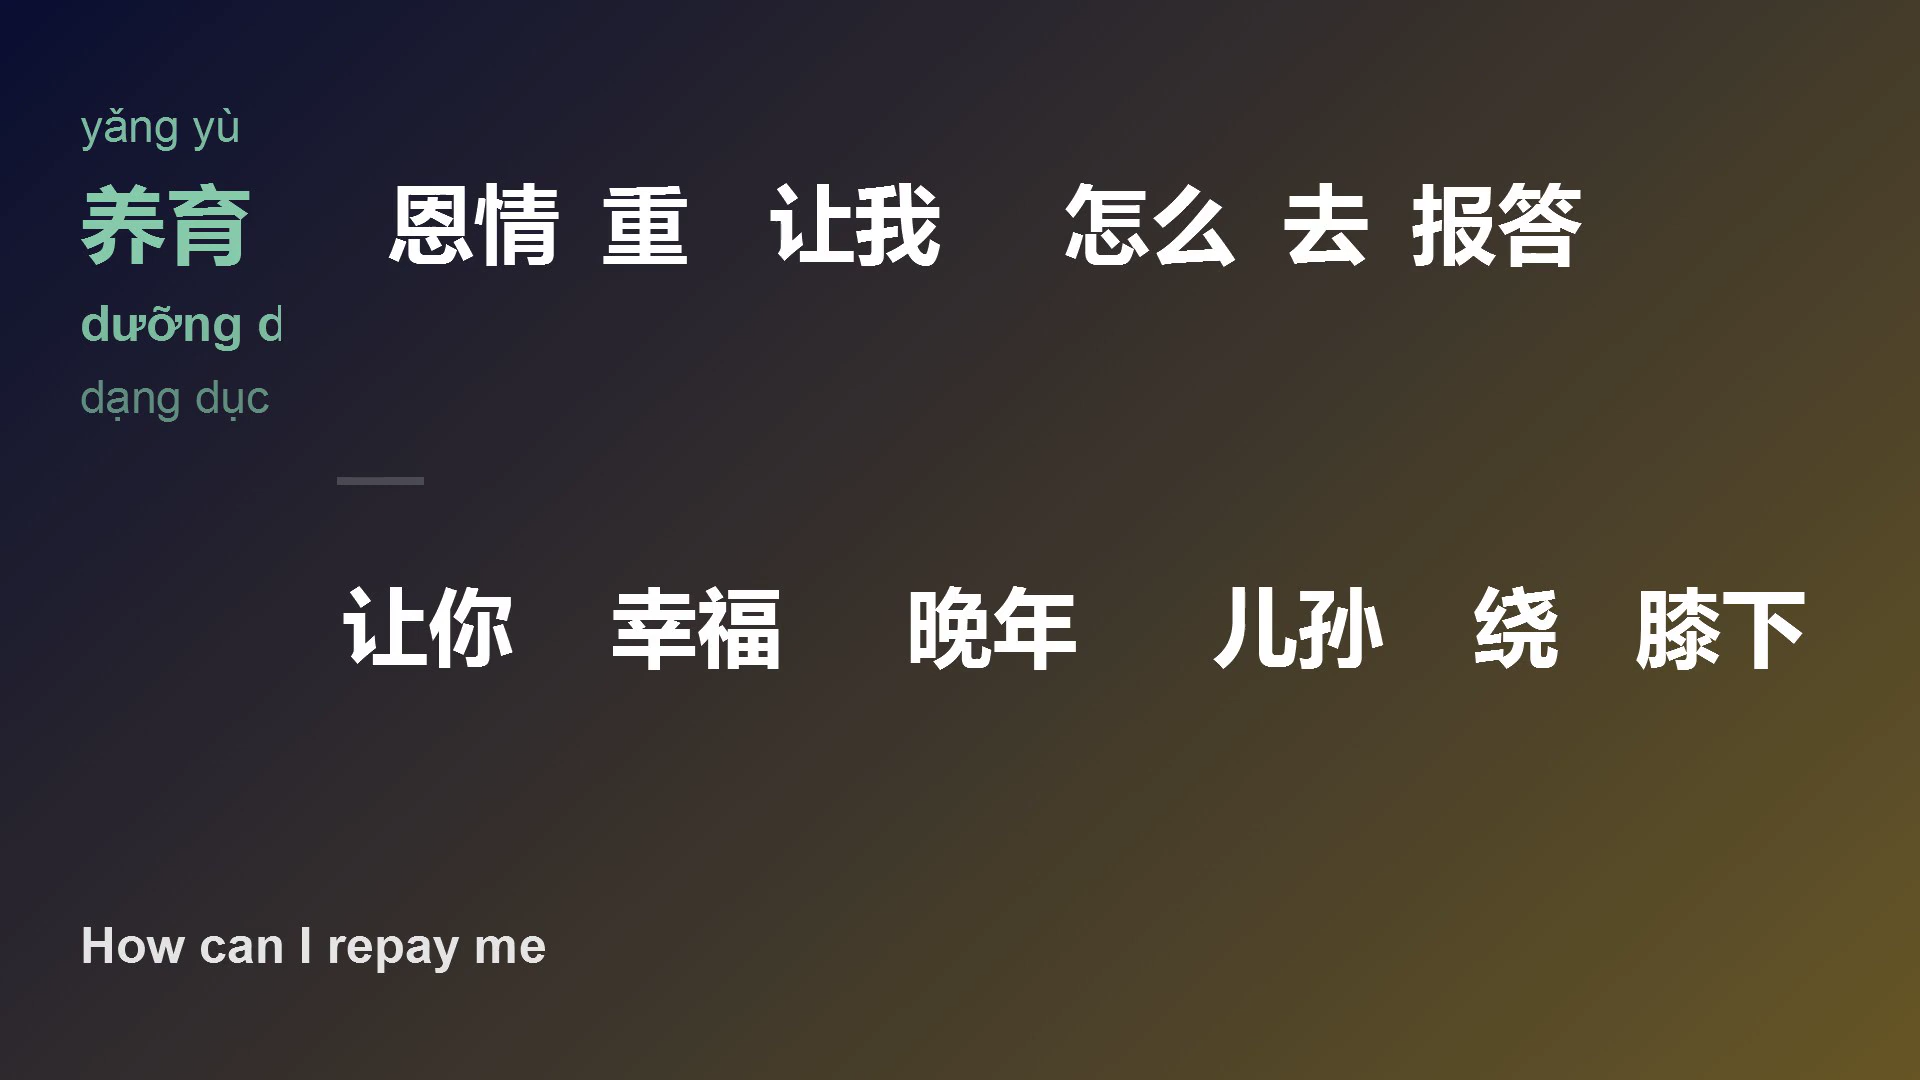 yǎng yù
养育 恩情 重 让我 怎么 去 报答
dưỡng d
dạng dục
让你 幸福 晚年 儿孙 绕 膝下
How can I repay me